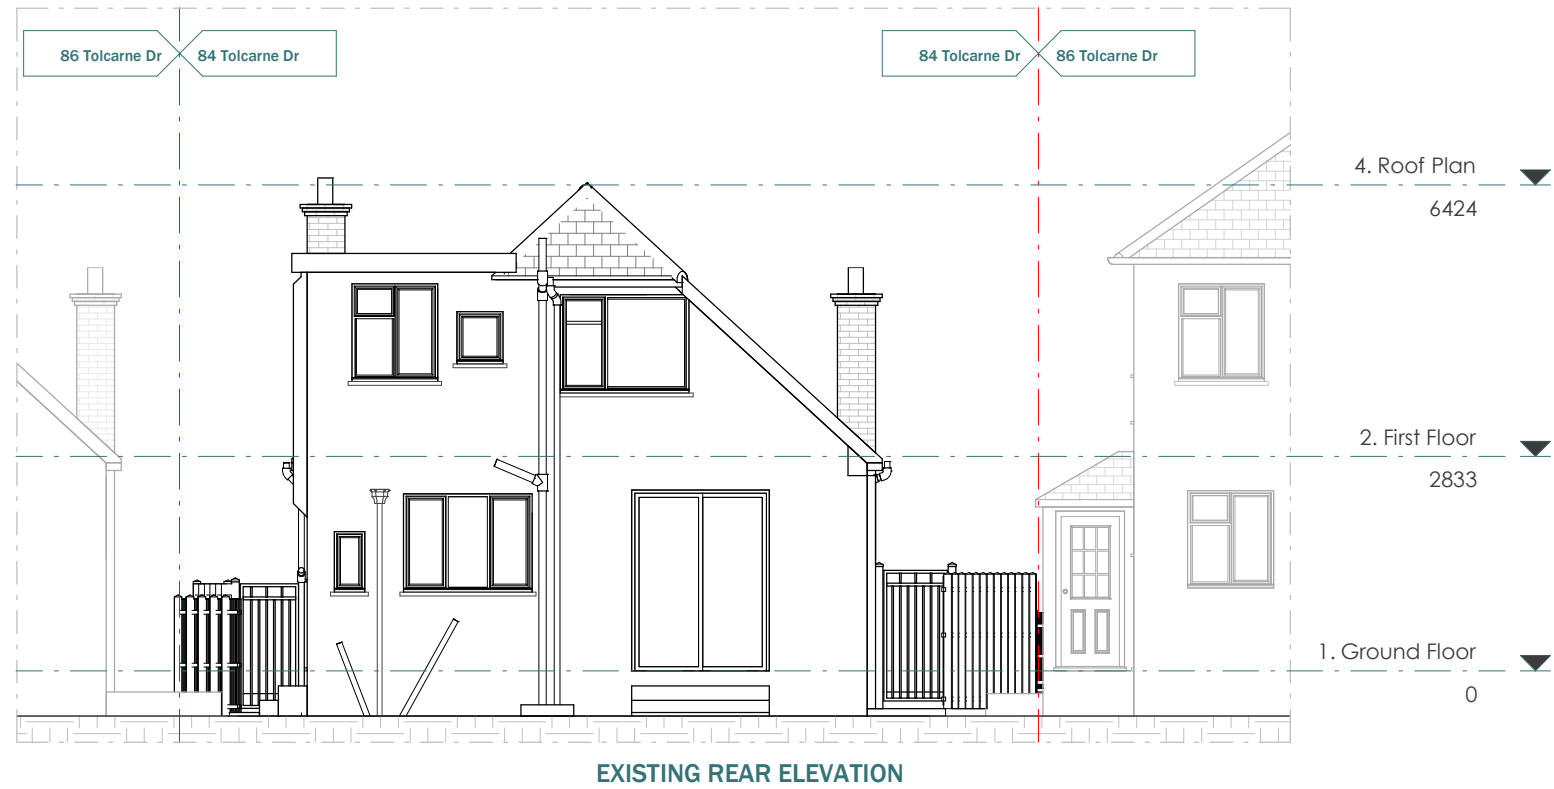 86 Tolcarne Dr
84 Tolcarne Dr
84 Tolcarne Dr
86 Tolcarne Dr
4. Roof Plan
6424
2. First Floor
2833
1. Ground Floor
0
EXISTING REAR ELEVATION